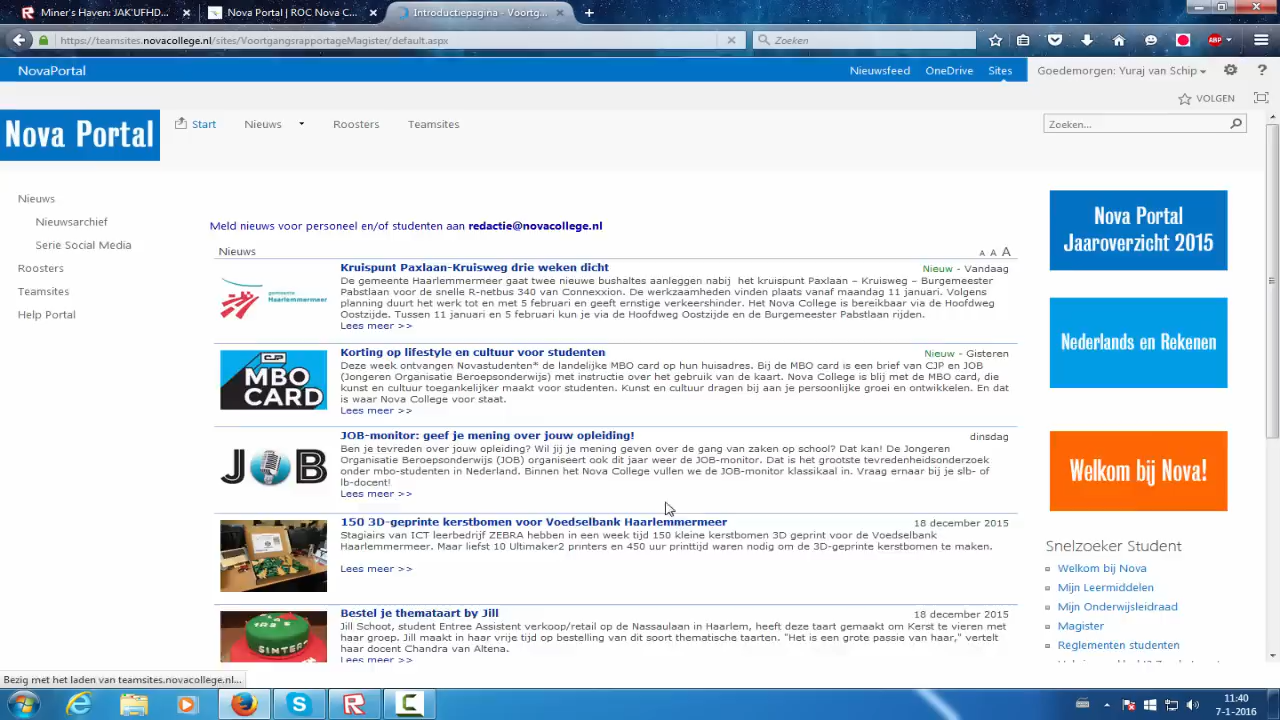 Miner's Haven: JAK'UFHD...
Nova Portal | ROC Nova C...
Introductiepagina - Voortg...
https://teamsites.novacollege.nl/sites/VoortgangsrapportageMagister/default.aspx
Zoeken
ABP
NovaPortal
Nieuwsfeed
OneDrive
Sites
Goedemorgen: Yuraj van Schip
VOLGEN
Nova Portal
Start
Nieuws
Roosters
Teamsites
Zoeken...
Nieuws
Nieuwsarchief
Serie Social Media
Roosters
Teamsites
Help Portal
Meld nieuws voor personeel en/of studenten aan redactie@novacollege.nl
Nieuws
A A A
Kruispunt Paxlaan-Kruisweg drie weken dicht
Nieuw - Vandaag
De gemeente Haarlemmermeer gaat twee nieuwe bushaltes aanleggen nabij het kruispunt Paxlaan – Kruisweg – Burgemeester
Pabstlaan voor de snelle R-netbus 340 van Connexxion. De werkzaamheden vinden plaats vanaf maandag 11 januari. Volgens
planning duurt het werk tot en met 5 februari en geeft ernstige verkeershinder. Het Nova College is bereikbaar via de Hoofdweg
Oostzijde. Tussen 11 januari en 5 februari kun je via de Hoofdweg Oostzijde en de Burgemeester Pabstlaan rijden.
Lees meer >>
gemeente
Haarlemmermeer
Korting op lifestyle en cultuur voor studenten
Nieuw - Gisteren
Deze week ontvangen Novastudenten* de landelijke MBO card op hun huisadres. Bij de MBO card is een brief van CJP en JOB
(Jongeren Organisatie Beroepsonderwijs) met instructie over het gebruik van de kaart. Nova College is blij met de MBO card, die
kunst en cultuur toegankelijker maakt voor studenten. Kunst en cultuur dragen bij aan je persoonlijke groei en ontwikkelen. En dat
is waar Nova College voor staat.
Lees meer >>
CJP
MBO
CARD
JOB-monitor: geef je mening over jouw opleiding!
dinsdag
Ben je tevreden over jouw opleiding? Wil jij je mening geven over de gang van zaken op school? Dat kan! De Jongeren
Organisatie Beroepsonderwijs (JOB) organiseert ook dit jaar weer de JOB-monitor. Dat is het grootste tevredenheidsonderzoek
onder mbo-studenten in Nederland. Binnen het Nova College vullen we de JOB-monitor klassikaal in. Vraag ernaar bij je slb- of
lb-docent!
Lees meer >>
JOB
150 3D-geprinte kerstbomen voor Voedselbank Haarlemmermeer
18 december 2015
Stagiairs van ICT leerbedrijf ZEBRA hebben in een week tijd 150 kleine kerstbomen 3D geprint voor de Voedselbank
Haarlemmermeer. Maar liefst 10 Ultimaker2 printers en 450 uur printtijd waren nodig om de 3D-geprinte kerstbomen te maken.
Lees meer >>
Bestel je themataart by Jill
18 december 2015
Jill Schoot, student Entree Assistent verkoop/retail op de Nassaulaan in Haarlem, heeft deze taart gemaakt om Kerst te vieren met
haar groep. Jill maakt in haar vrije tijd op bestelling van dit soort thematische taarten. "Het is een grote passie van haar," vertelt
haar docent Chandra van Altena.
Lees meer >>
Nova Portal
Jaaroverzicht 2015
Nederlands en Rekenen
Welkom bij Nova!
Snelzoeker Student
Welkom bij Nova
Mijn Leermiddelen
Mijn Onderwijsleidraad
Magister
Reglementen studenten
Bezig met het laden van teamsites.novacollege.nl...
11:40
7-1-2016